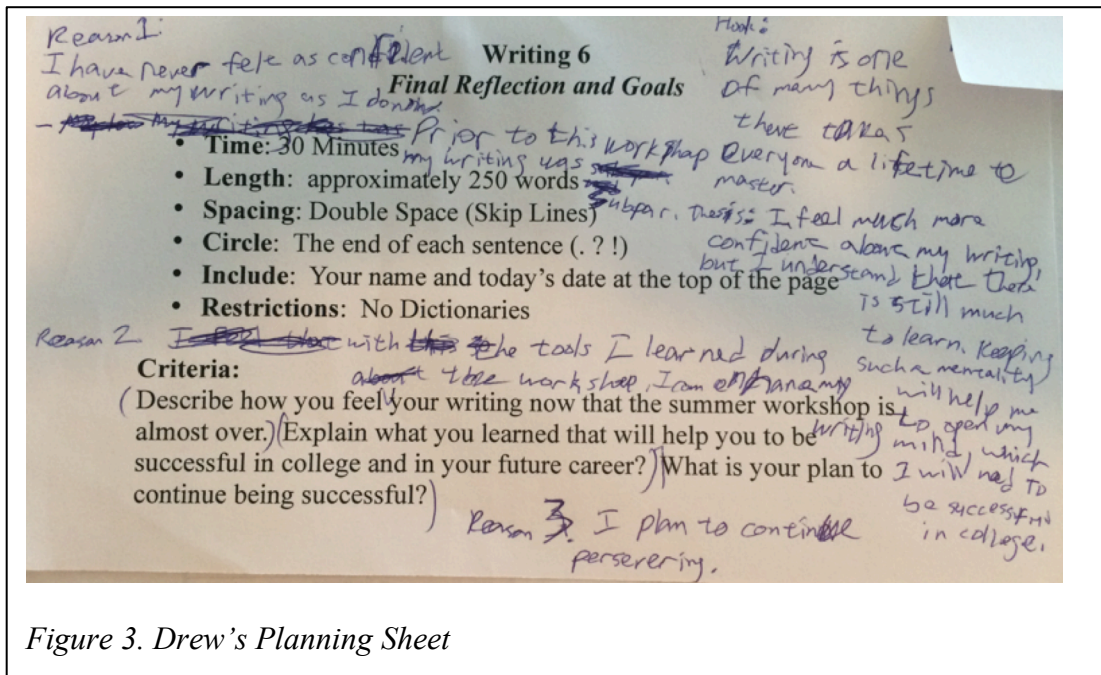 Reason 1:
I have never felt as confident
about my writing as I do now.
- Prior to this workshop
my writing was
subpar.
Hook:
Writing is one
of many things
that takes
everyone a lifetime to
master.
Thesis: I feel much more
confident about my writing,
but I understand that there
is still much
to learn. Keeping
such a mentality
will help me
to open my
mind, which
I will need to
be successful
in college.
Writing 6
Final Reflection and Goals
• Time: 30 Minutes
• Length: approximately 250 words
• Spacing: Double Space (Skip Lines)
• Circle: The end of each sentence (. ? !)
• Include: Your name and today's date at the top of the page
• Restrictions: No Dictionaries
Reason 2. with the tools I learned during
the workshop, I can enhance my
writing
Criteria:
(Describe how you feel about your writing now that the summer workshop is
almost over.) (Explain what you learned that will help you to be
successful in college and in your future career?) (What is your plan to
continue being successful?)
Reason 3. I plan to continue
perserering.
Figure 3. Drew's Planning Sheet